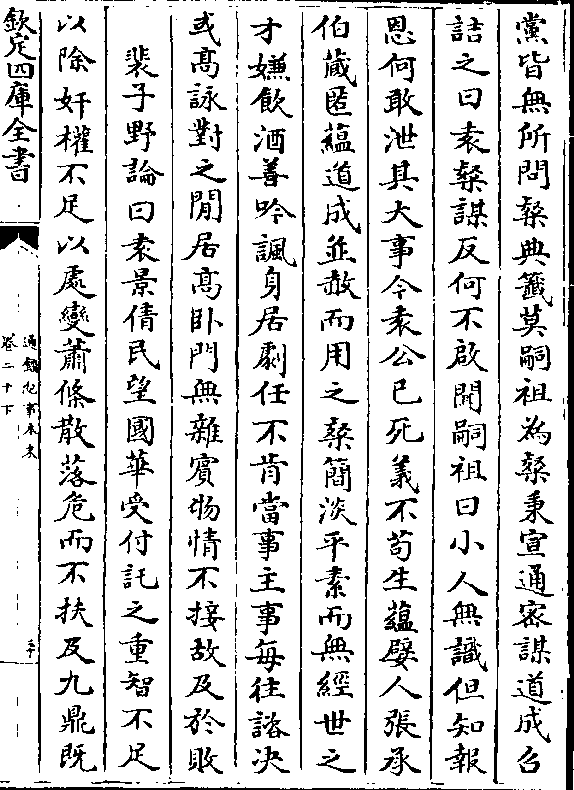 黨皆無所問粲典籤莫嗣祖為粲秉宣通密謀道成召
詰之曰袁粲謀反何不啟聞嗣祖曰小人無識但知報
恩何敢泄其大事今袁公已死義不苟生蘊嬖人張承
伯藏匿蘊道成並赦而用之粲簡淡平素而無經世之
才嫌飲酒善吟諷身居劇任不肯當事主事每往諮决
或髙詠對之閒居髙卧門無雜賓物情不接故及於敗
裴子野論曰袁景倩民望國華受付託之重智不足
以除奸權不足以處變蕭條散落危而不扶及九鼎既
欽定四庫全書
通鑑紀事本末
卷二十下